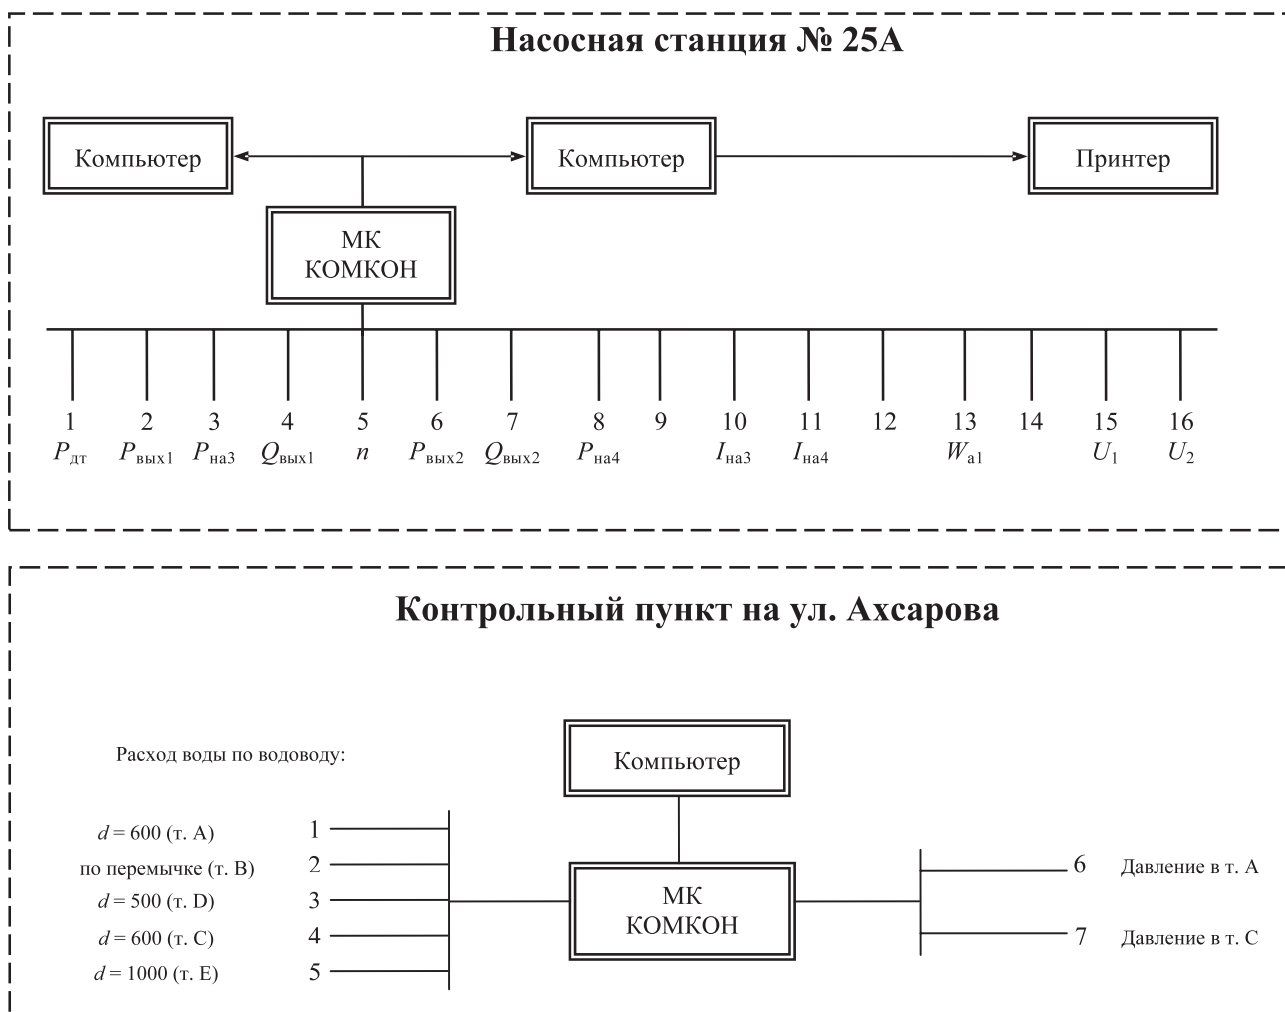 Насосная станция № 25А
Компьютер
Компьютер
Принтер
МК
КОМКОН
1 2 3 4 5 6 7 8 9 10 11 12 13 14 15 16
Pдт Pвых1 Pна3 Qвых1 n Pвых2 Qвых2 Pна4 Iна3 Iна4 Wа1 U1 U2
Контрольный пункт на ул. Ахсарова
Расход воды по водоводу:
Компьютер
d = 600 (т. А) 1
по перемычке (т. В) 2
d = 500 (т. D) 3
d = 600 (т. С) 4
d = 1000 (т. Е) 5
МК
КОМКОН
6 Давление в т. А
7 Давление в т. С